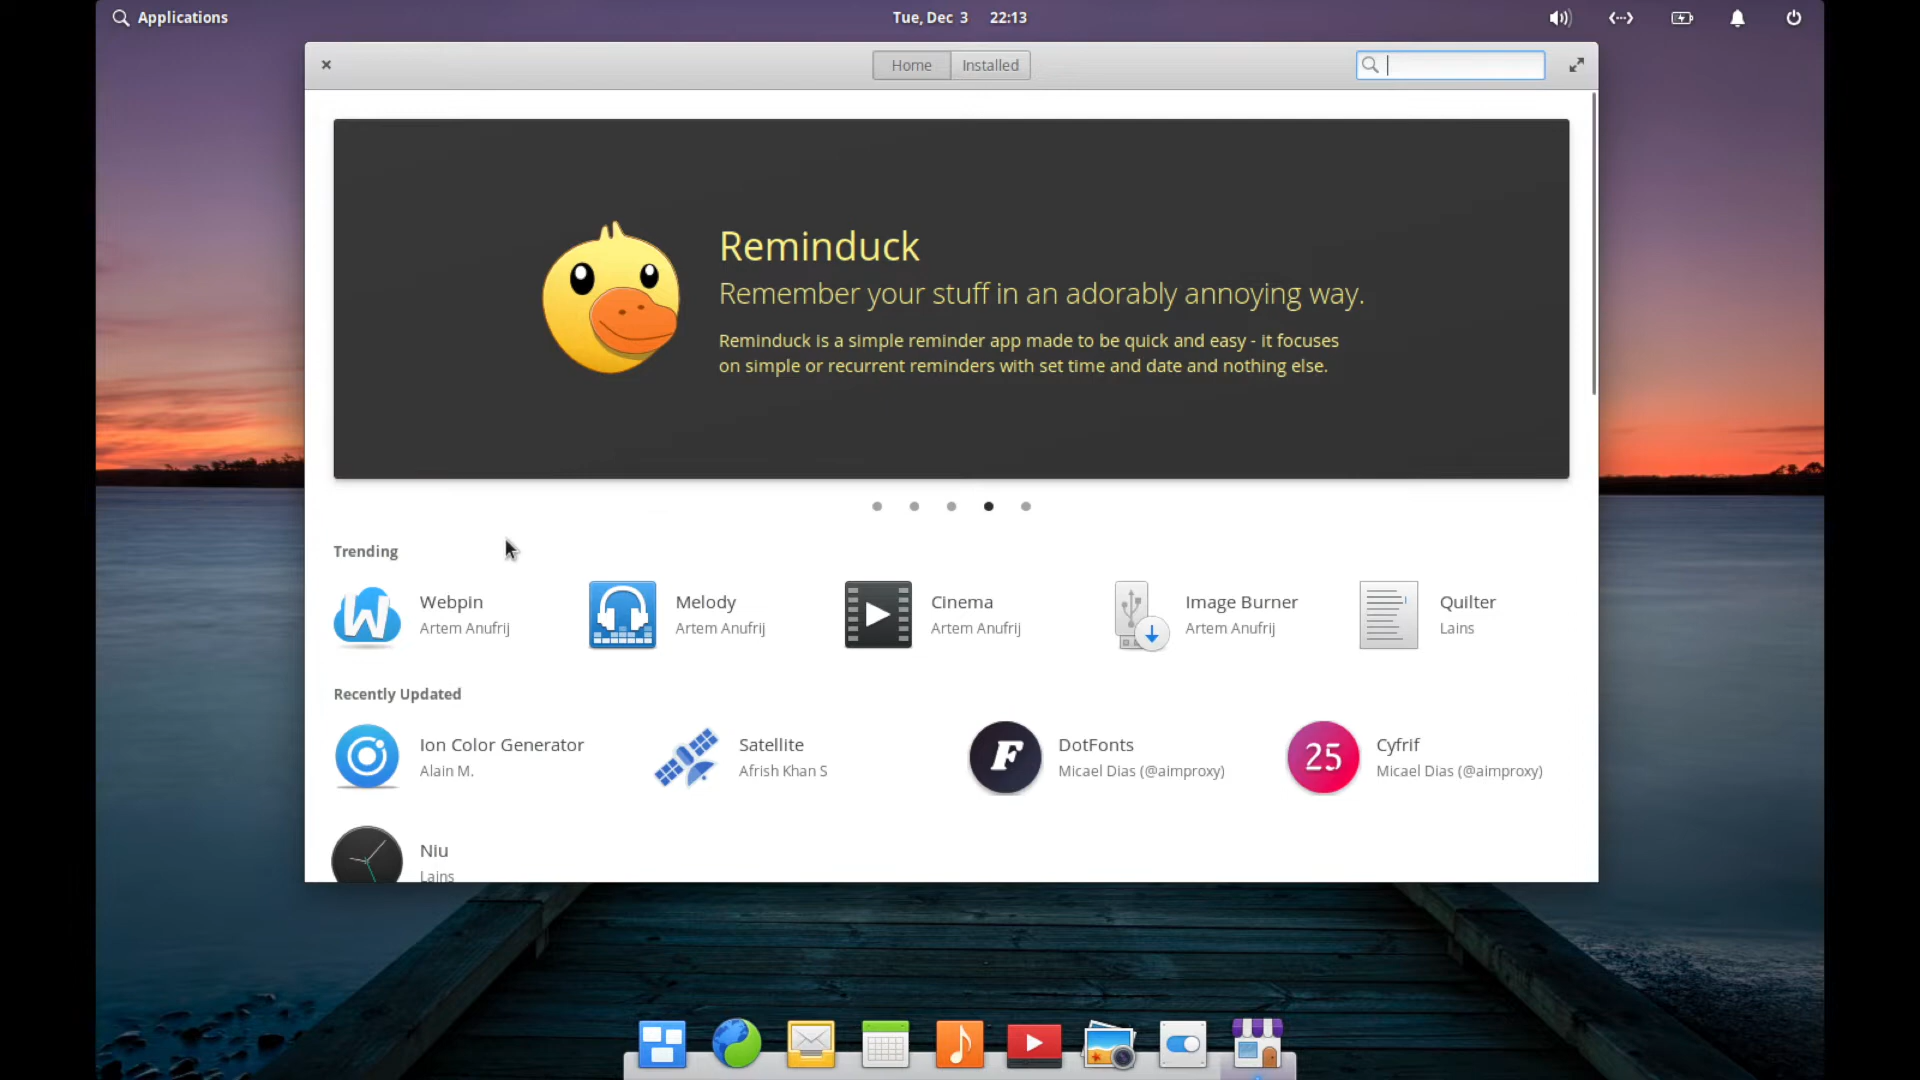 Applications
Tue, Dec 3 22:13
Home
Installed
Reminduck
Remember your stuff in an adorably annoying way.
Reminduck is a simple reminder app made to be quick and easy - it focuses
on simple or recurrent reminders with set time and date and nothing else.
Trending
Webpin
Artem Anufrij
Melody
Artem Anufrij
Cinema
Artem Anufrij
Image Burner
Artem Anufrij
Quilter
Lains
Recently Updated
Ion Color Generator
Alain M.
Satellite
Afrish Khan S
F
DotFonts
Micael Dias (@aimproxy)
25
Cyfrif
Micael Dias (@aimproxy)
Niu
Lains